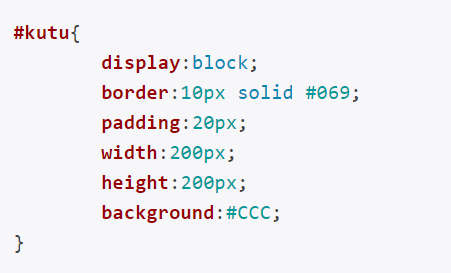 #kutu{
display:block;
border:10px solid #069;
padding:20px;
width:200px;
height:200px;
background:#CCC;
}